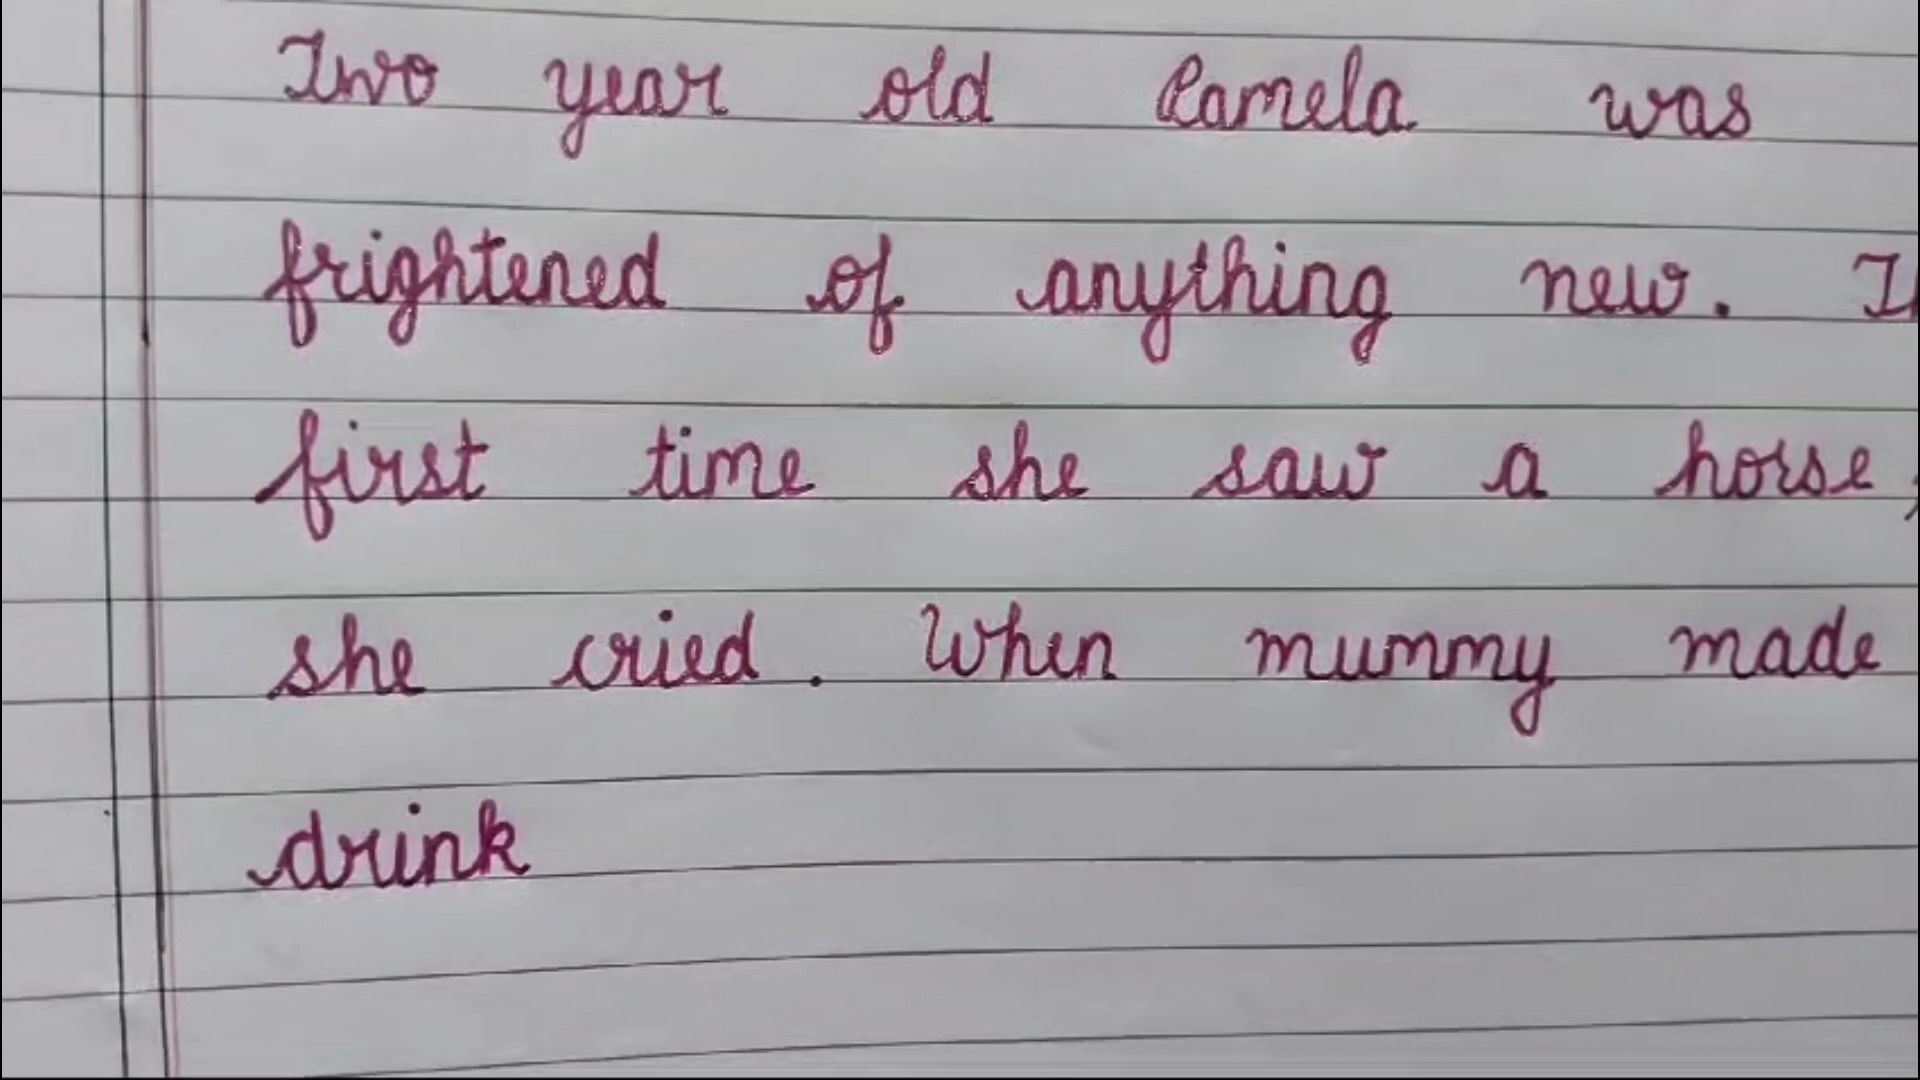 Two year old Pamela was
frightened of anything new.
first time she saw a horse,
she cried. When mummy made
drink